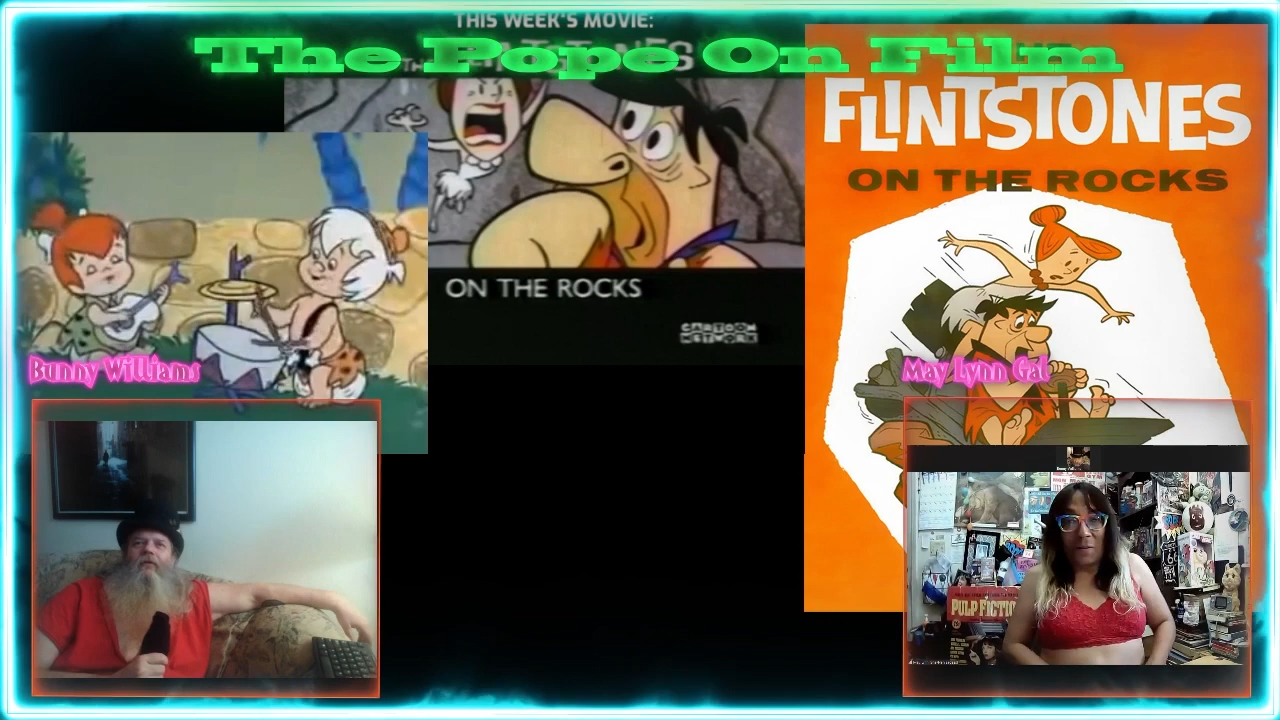 THIS WEEK'S MOVIE:
The Pope On Film
FLINTSTONES
ON THE ROCKS
ON THE ROCKS
CARTOON
NETWORK
Bunny Williams
May Lynn Gal
PULP FICTION